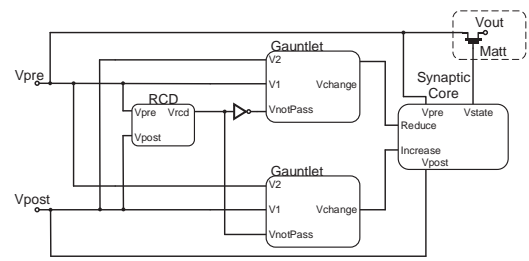 Vout
Matt
Gauntlet
V2
V1
Vchange
VnotPass
Vpre
RCD
Vpre
Vrcd
Vpost
Synaptic
Core
Vpre
Vstate
Reduce
Increase
Vpost
Gauntlet
V2
V1
Vchange
VnotPass
Vpost